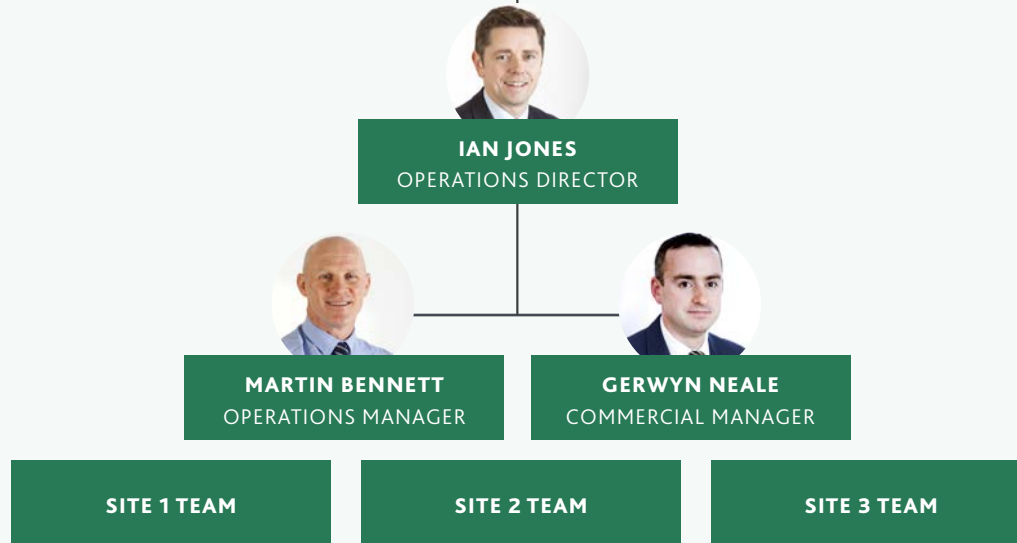 IAN JONES
OPERATIONS DIRECTOR
MARTIN BENNETT
OPERATIONS MANAGER
GERWYN NEALE
COMMERCIAL MANAGER
SITE 1 TEAM
SITE 2 TEAM
SITE 3 TEAM